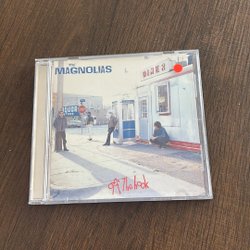 THE
MAGNOLIAS
DINER
off The hook